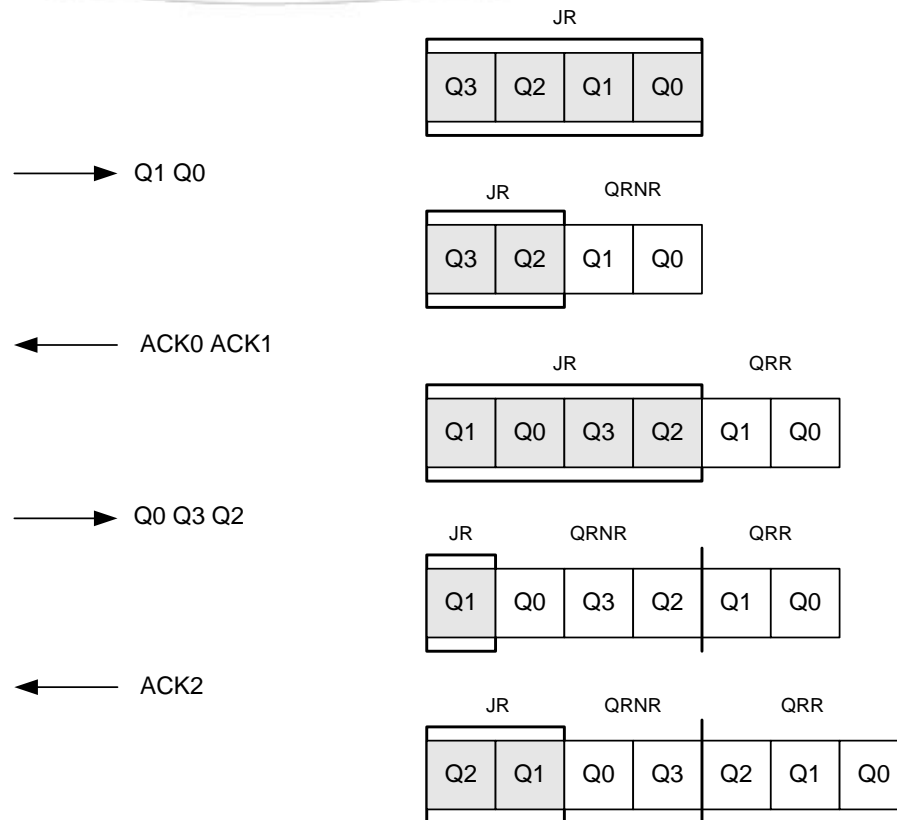 JR
Q3 Q2 Q1 Q0
Q1 Q0
JR QRNR
Q3 Q2 Q1 Q0
ACK0 ACK1
JR QRR
Q1 Q0 Q3 Q2 Q1 Q0
Q0 Q3 Q2
JR QRNR QRR
Q1 Q0 Q3 Q2 Q1 Q0
ACK2
JR QRNR QRR
Q2 Q1 Q0 Q3 Q2 Q1 Q0